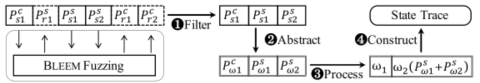 P^c_{s1} P^s_{r1} P^s_{s1} P^s_{s2} P^c_{r1} P^c_{r2}
❶Filter
P^c_{s1} P^s_{s1} P^s_{s2}
State Trace
❷Abstract
❹Construct
BLEEM Fuzzing
P^c_{ω1} P^s_{ω1} P^s_{ω2}
❸Process
ω₁ ω₂(P^s_{ω1}+P^s_{ω2})